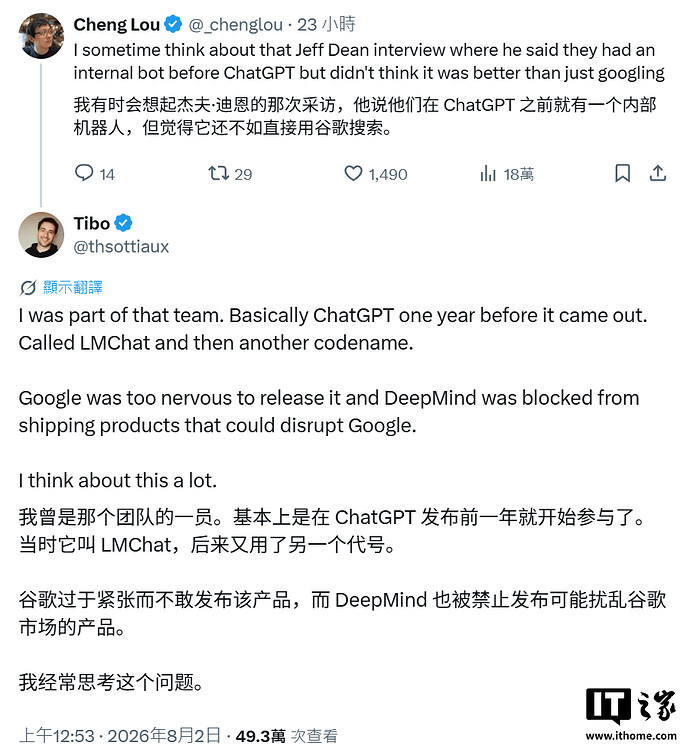 Cheng Lou @_chenglou · 23 小時
I sometime think about that Jeff Dean interview where he said they had an
internal bot before ChatGPT but didn't think it was better than just googling
我有时会想起杰夫·迪恩的那次采访，他说他们在 ChatGPT 之前就有一个内部
机器人，但觉得它还不如直接用谷歌搜索。
14 29 1,490 18萬
Tibo
@thsottiaux
顯示翻譯
I was part of that team. Basically ChatGPT one year before it came out.
Called LMChat and then another codename.
Google was too nervous to release it and DeepMind was blocked from
shipping products that could disrupt Google.
I think about this a lot.
我曾是那个团队的一员。基本上是在 ChatGPT 发布前一年就开始参与了。
当时它叫 LMChat，后来又用了另一个代号。
谷歌过于紧张而不敢发布该产品，而 DeepMind 也被禁止发布可能扰乱谷歌
市场的产品。
我经常思考这个问题。
上午12:53 · 2026年8月2日 · 49.3萬 次查看
IT之家
www.ithome.com